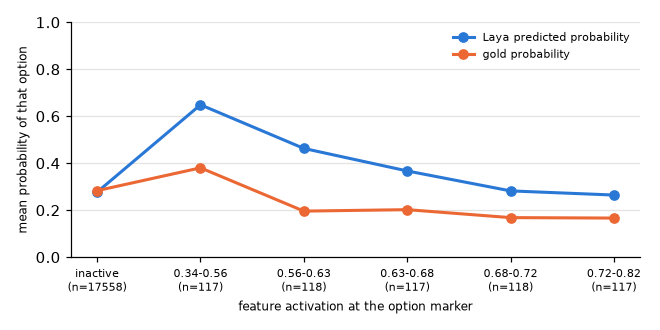 1.0
0.8
0.6
0.4
0.2
0.0
mean probability of that option
Laya predicted probability
gold probability
inactive
(n=17558)
0.34-0.56
(n=117)
0.56-0.63
(n=118)
0.63-0.68
(n=117)
0.68-0.72
(n=118)
0.72-0.82
(n=117)
feature activation at the option marker